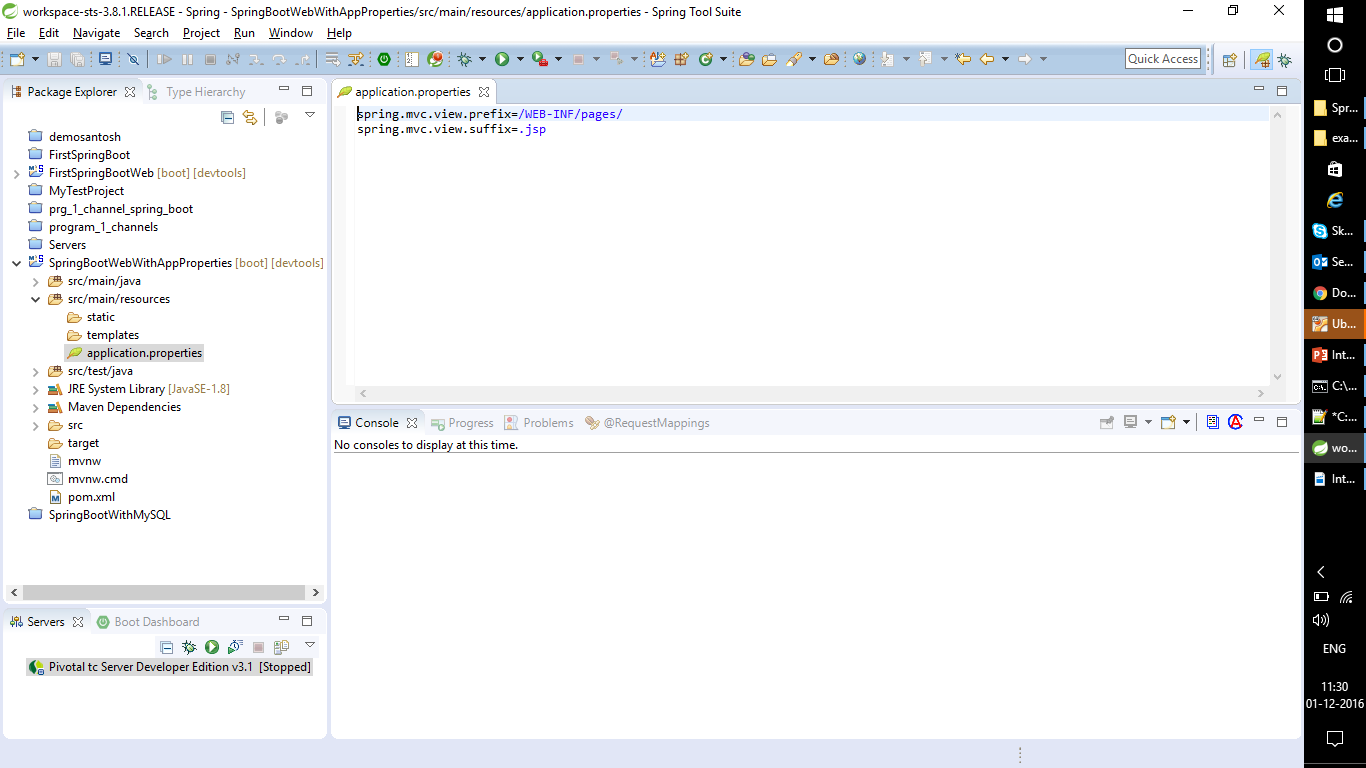 workspace-sts-3.8.1.RELEASE - Spring - SpringBootWebWithAppProperties/src/main/resources/application.properties - Spring Tool Suite
File Edit Navigate Search Project Run Window Help
Quick Access
Package Explorer Type Hierarchy
demosantosh
FirstSpringBoot
FirstSpringBootWeb [boot] [devtools]
MyTestProject
prg_1_channel_spring_boot
program_1_channels
Servers
SpringBootWebWithAppProperties [boot] [devtools]
src/main/java
src/main/resources
static
templates
application.properties
src/test/java
JRE System Library [JavaSE-1.8]
Maven Dependencies
src
target
mvnw
mvnw.cmd
pom.xml
SpringBootWithMySQL
Servers Boot Dashboard
Pivotal tc Server Developer Edition v3.1 [Stopped]
application.properties
spring.mvc.view.prefix=/WEB-INF/pages/
spring.mvc.view.suffix=.jsp
Console Progress Problems @RequestMappings
No consoles to display at this time.
Spr...
exa...
Sk...
Se...
Do...
Ub...
Int...
C:\...
*C:...
wo...
Int...
ENG
11:30
01-12-2016